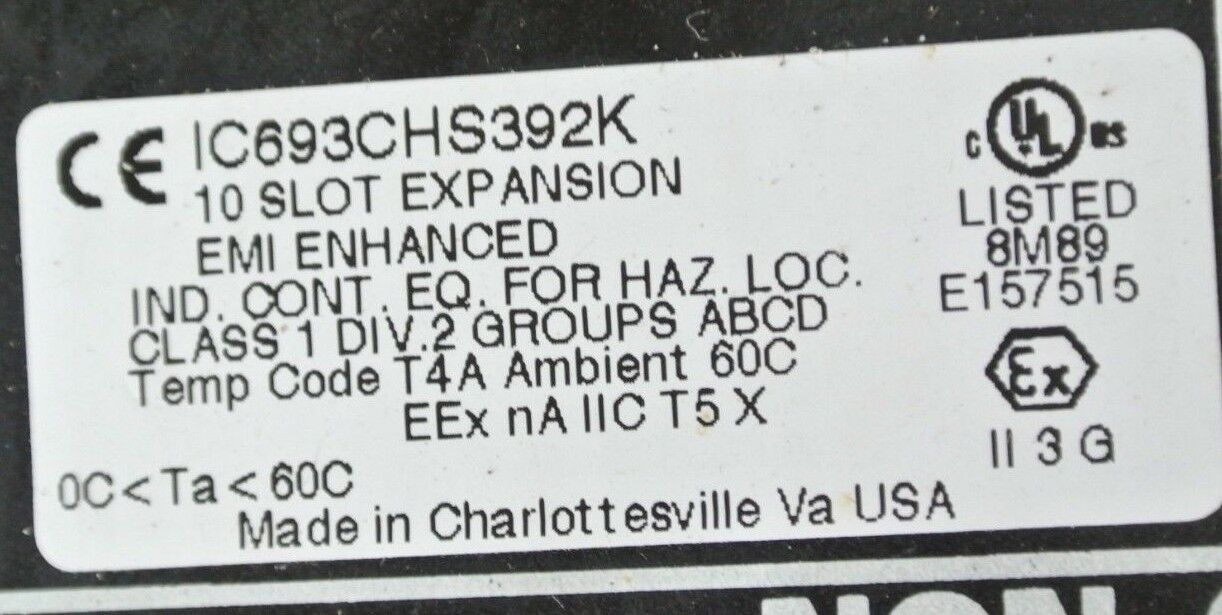 CE IC693CHS392K
10 SLOT EXPANSION
EMI ENHANCED
IND. CONT. EQ. FOR HAZ. LOC.
CLASS 1 DIV.2 GROUPS ABCD
Temp Code T4A Ambient 60C
EEx nA IIC T5 X
0C < Ta < 60C
Made in Charlottesville Va USA
C UL US
LISTED
8M89
E157515
Ex
II 3 G
NON